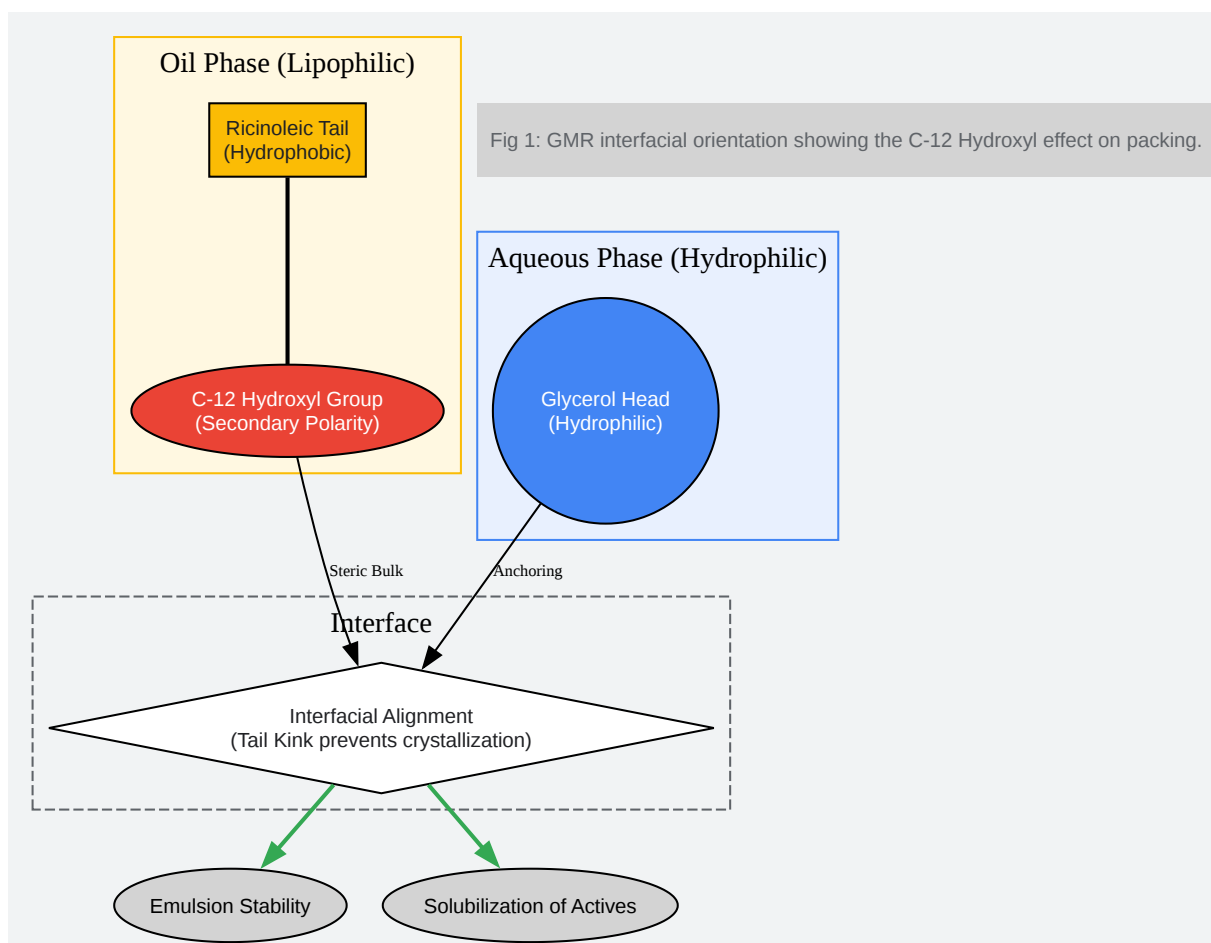 Oil Phase (Lipophilic)
Ricinoleic Tail
(Hydrophobic)
Fig 1: GMR interfacial orientation showing the C-12 Hydroxyl effect on packing.
Aqueous Phase (Hydrophilic)
C-12 Hydroxyl Group
(Secondary Polarity)
Glycerol Head
(Hydrophilic)
Steric Bulk
Anchoring
Interface
Interfacial Alignment
(Tail Kink prevents crystallization)
Emulsion Stability
Solubilization of Actives